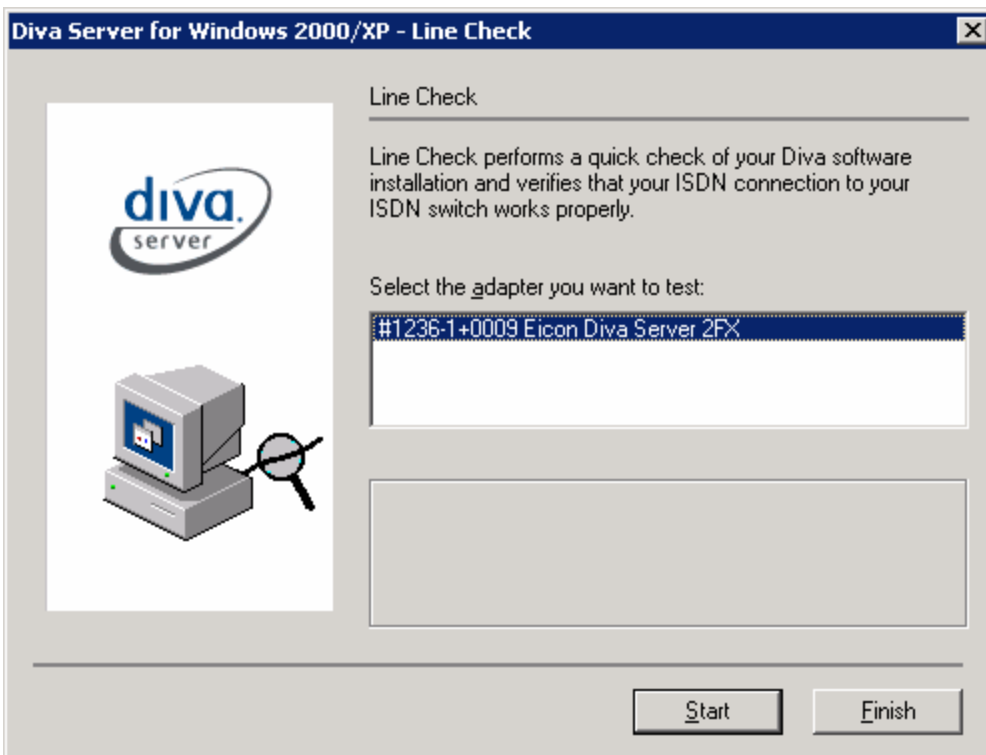 Diva Server for Windows 2000/XP - Line Check
diva.
server
Line Check
Line Check performs a quick check of your Diva software
installation and verifies that your ISDN connection to your
ISDN switch works properly.
Select the adapter you want to test:
#1236-1+0009 Eicon Diva Server 2FX
Start
Finish